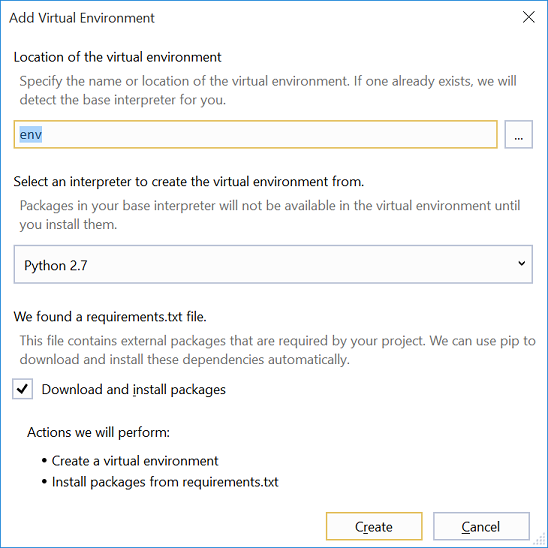 Add Virtual Environment
Location of the virtual environment
Specify the name or location of the virtual environment. If one already exists, we will
detect the base interpreter for you.
env
...
Select an interpreter to create the virtual environment from.
Packages in your base interpreter will not be available in the virtual environment until
you install them.
Python 2.7
We found a requirements.txt file.
This file contains external packages that are required by your project. We can use pip to
download and install these dependencies automatically.
Download and install packages
Actions we will perform:
• Create a virtual environment
• Install packages from requirements.txt
Create
Cancel